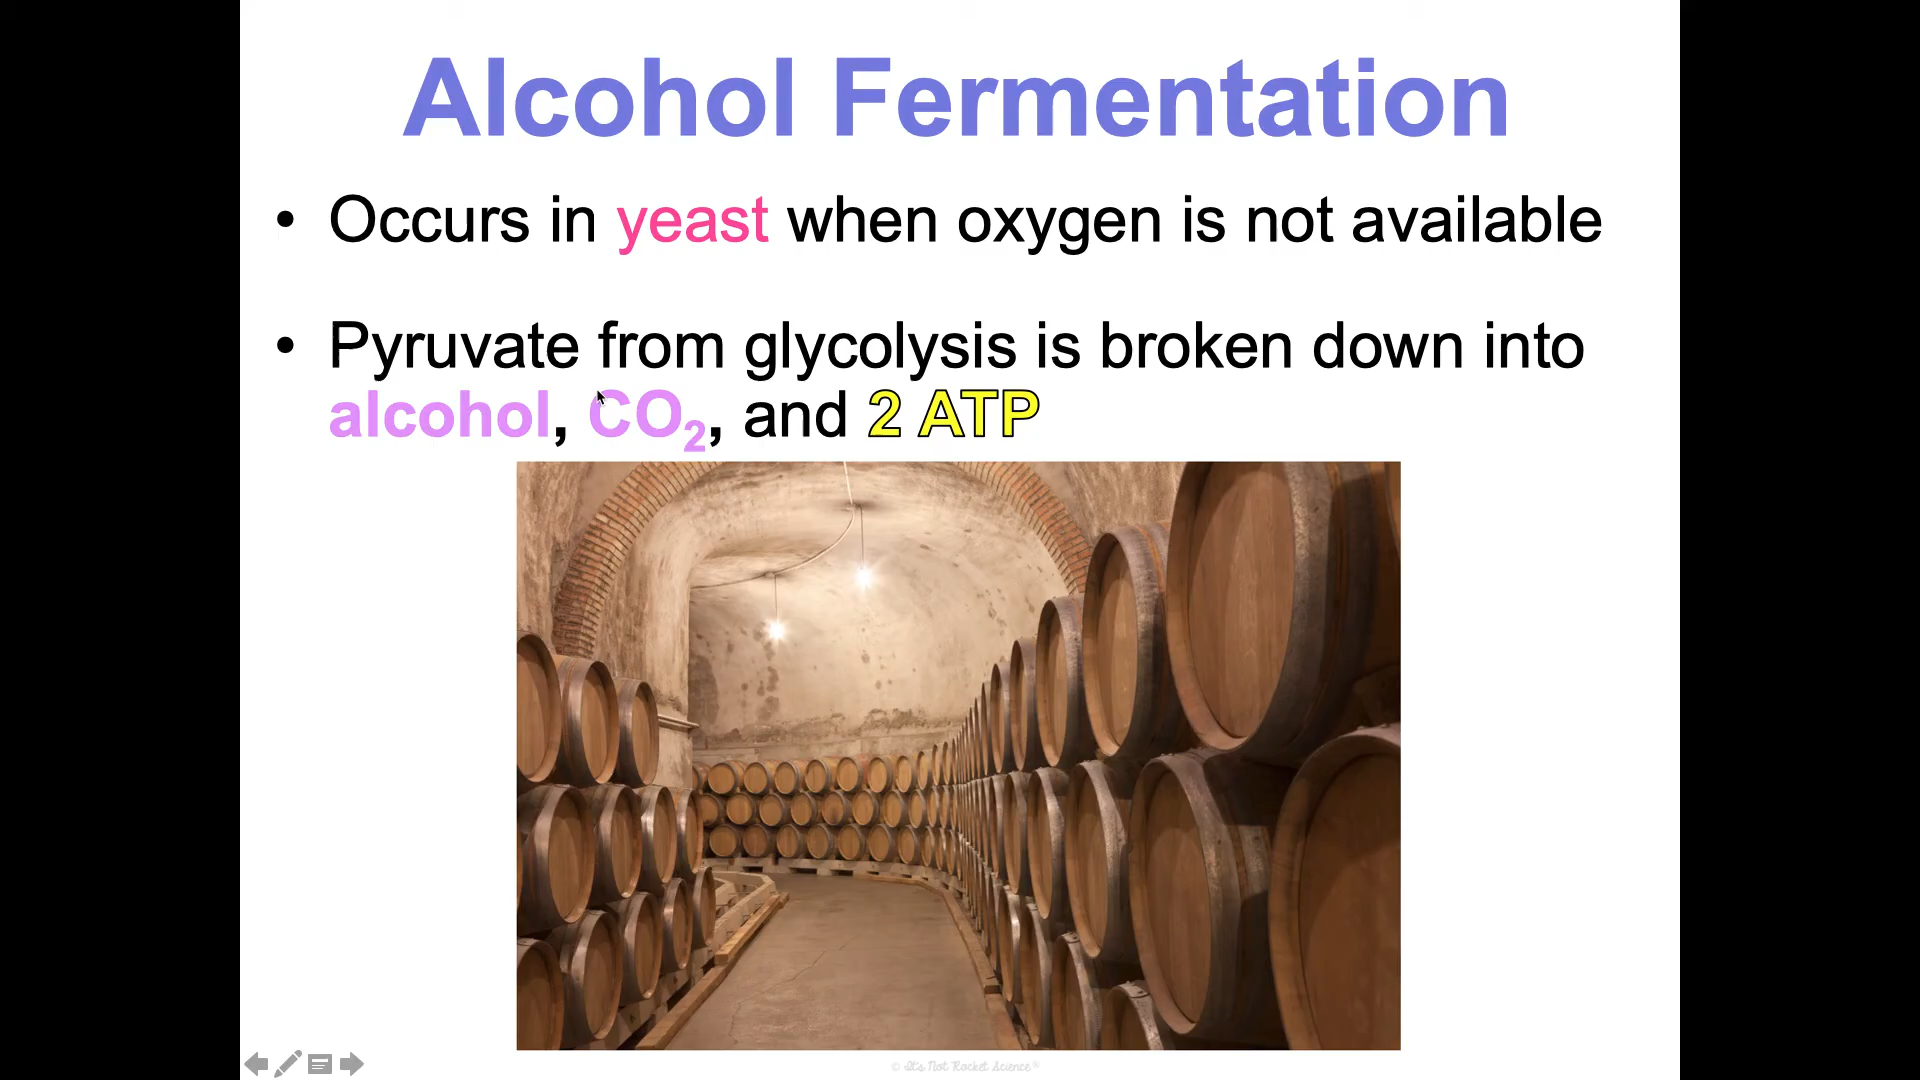 Alcohol Fermentation
• Occurs in yeast when oxygen is not available
• Pyruvate from glycolysis is broken down into
alcohol, CO₂, and 2 ATP
© It's Not Rocket Science®